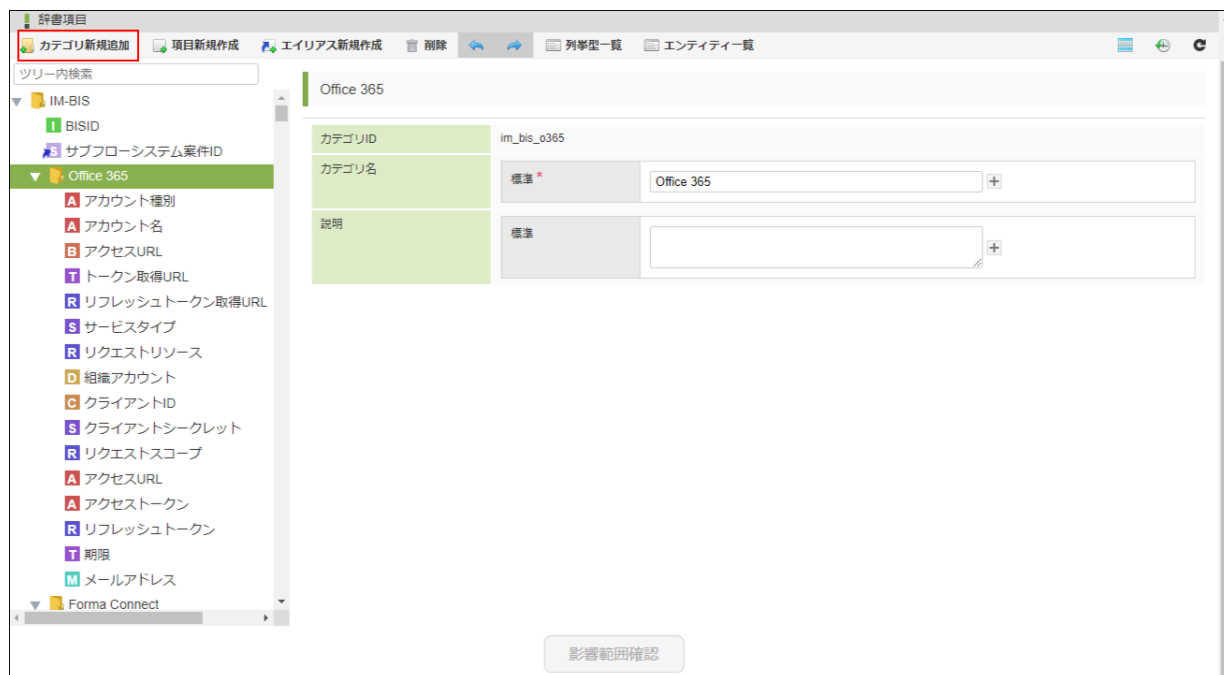 辞書項目
カテゴリ新規追加 項目新規作成 エイリアス新規作成 削除 列挙型一覧 エンティティ一覧
ツリー内検索
IM-BIS
I BISID
S サブフローシステム案件ID
Office 365
A アカウント種別
A アカウント名
B アクセスURL
T トークン取得URL
R リフレッシュトークン取得URL
S サービスタイプ
R リクエストリソース
D 組織アカウント
C クライアントID
S クライアントシークレット
R リクエストスコープ
A アクセスURL
A アクセストークン
R リフレッシュトークン
T 期限
M メールアドレス
Forma Connect
Office 365
カテゴリID im_bis_o365
カテゴリ名 標準 * Office 365
説明 標準
影響範囲確認